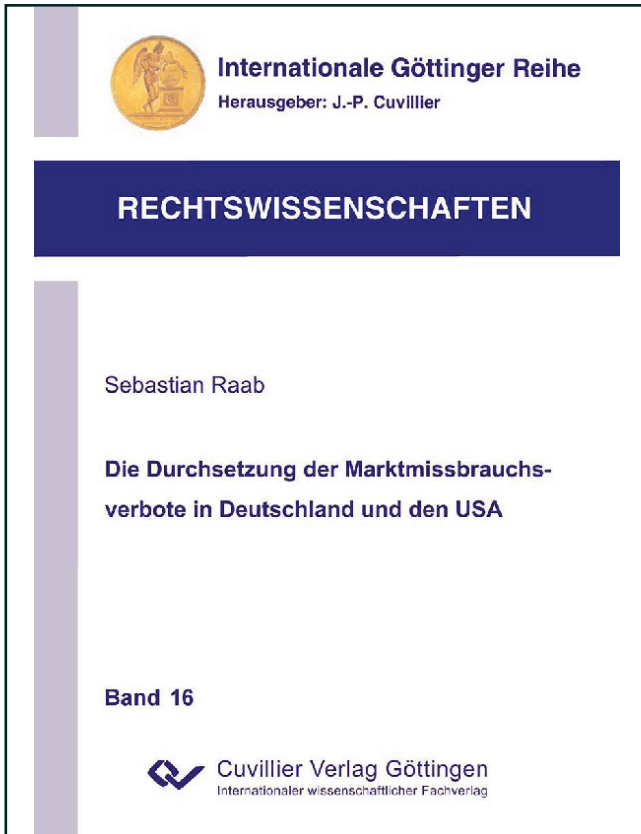 Internationale Göttinger Reihe
Herausgeber: J.-P. Cuvillier
RECHTSWISSENSCHAFTEN
Sebastian Raab
Die Durchsetzung der Marktmissbrauchs-
verbote in Deutschland und den USA
Band 16
Cuvillier Verlag Göttingen
Internationaler wissenschaftlicher Fachverlag